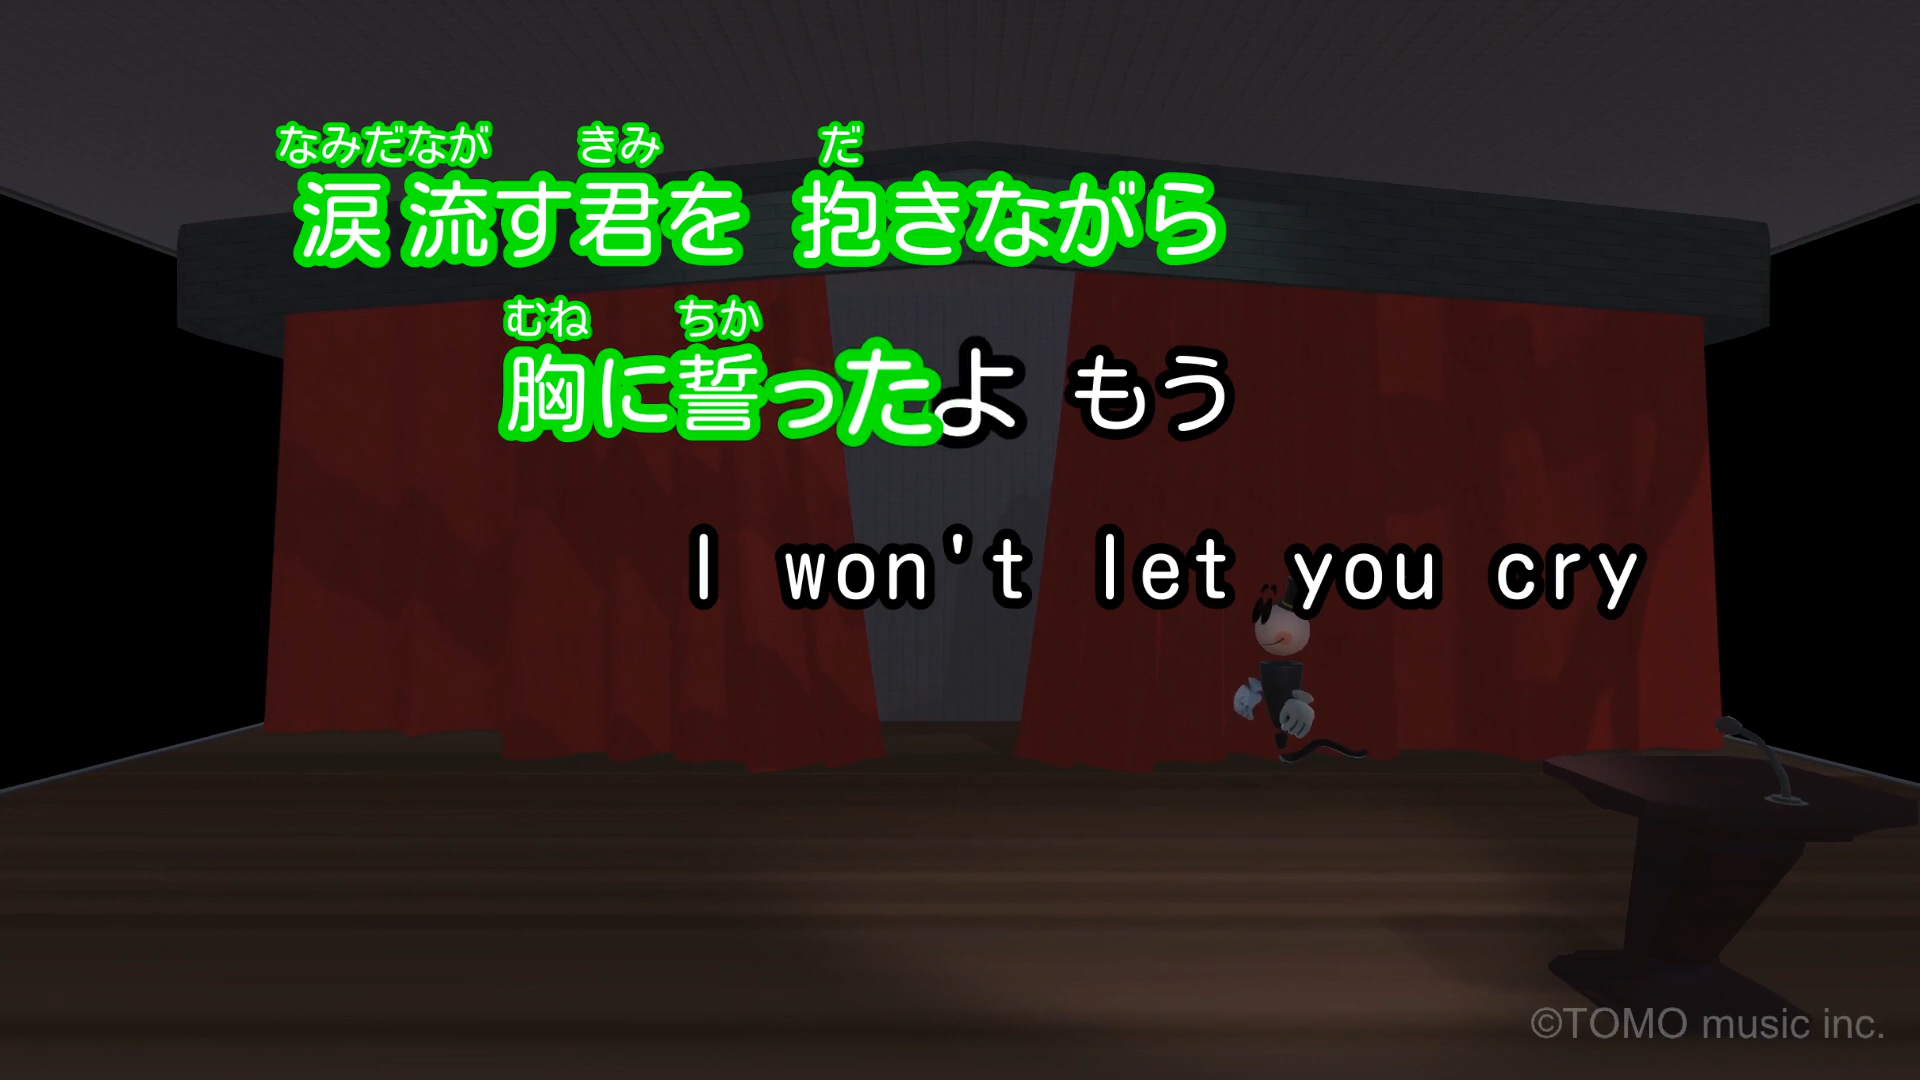 なみだなが きみ だ
涙流す君を 抱きながら
むね ちか
胸に誓ったよ もう
I won't let you cry
©TOMO music inc.